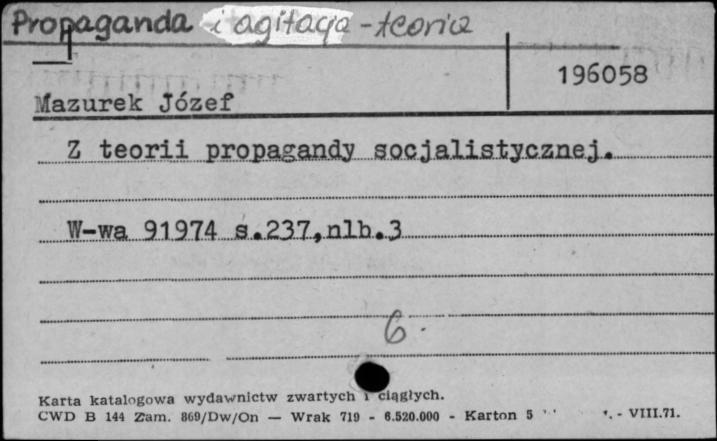 Propaganda i agitacja - teoria
196058
Mazurek Józef
Z teorii propagandy socjalistycznej.
W-wa 91974 s.237,nlb.3
6.
Karta katalogowa wydawnictw zwartych i ciągłych.
CWD B 144 Zam. 869/Dw/On — Wrak 719 - 6.520.000 - Karton 5 - VIII.71.